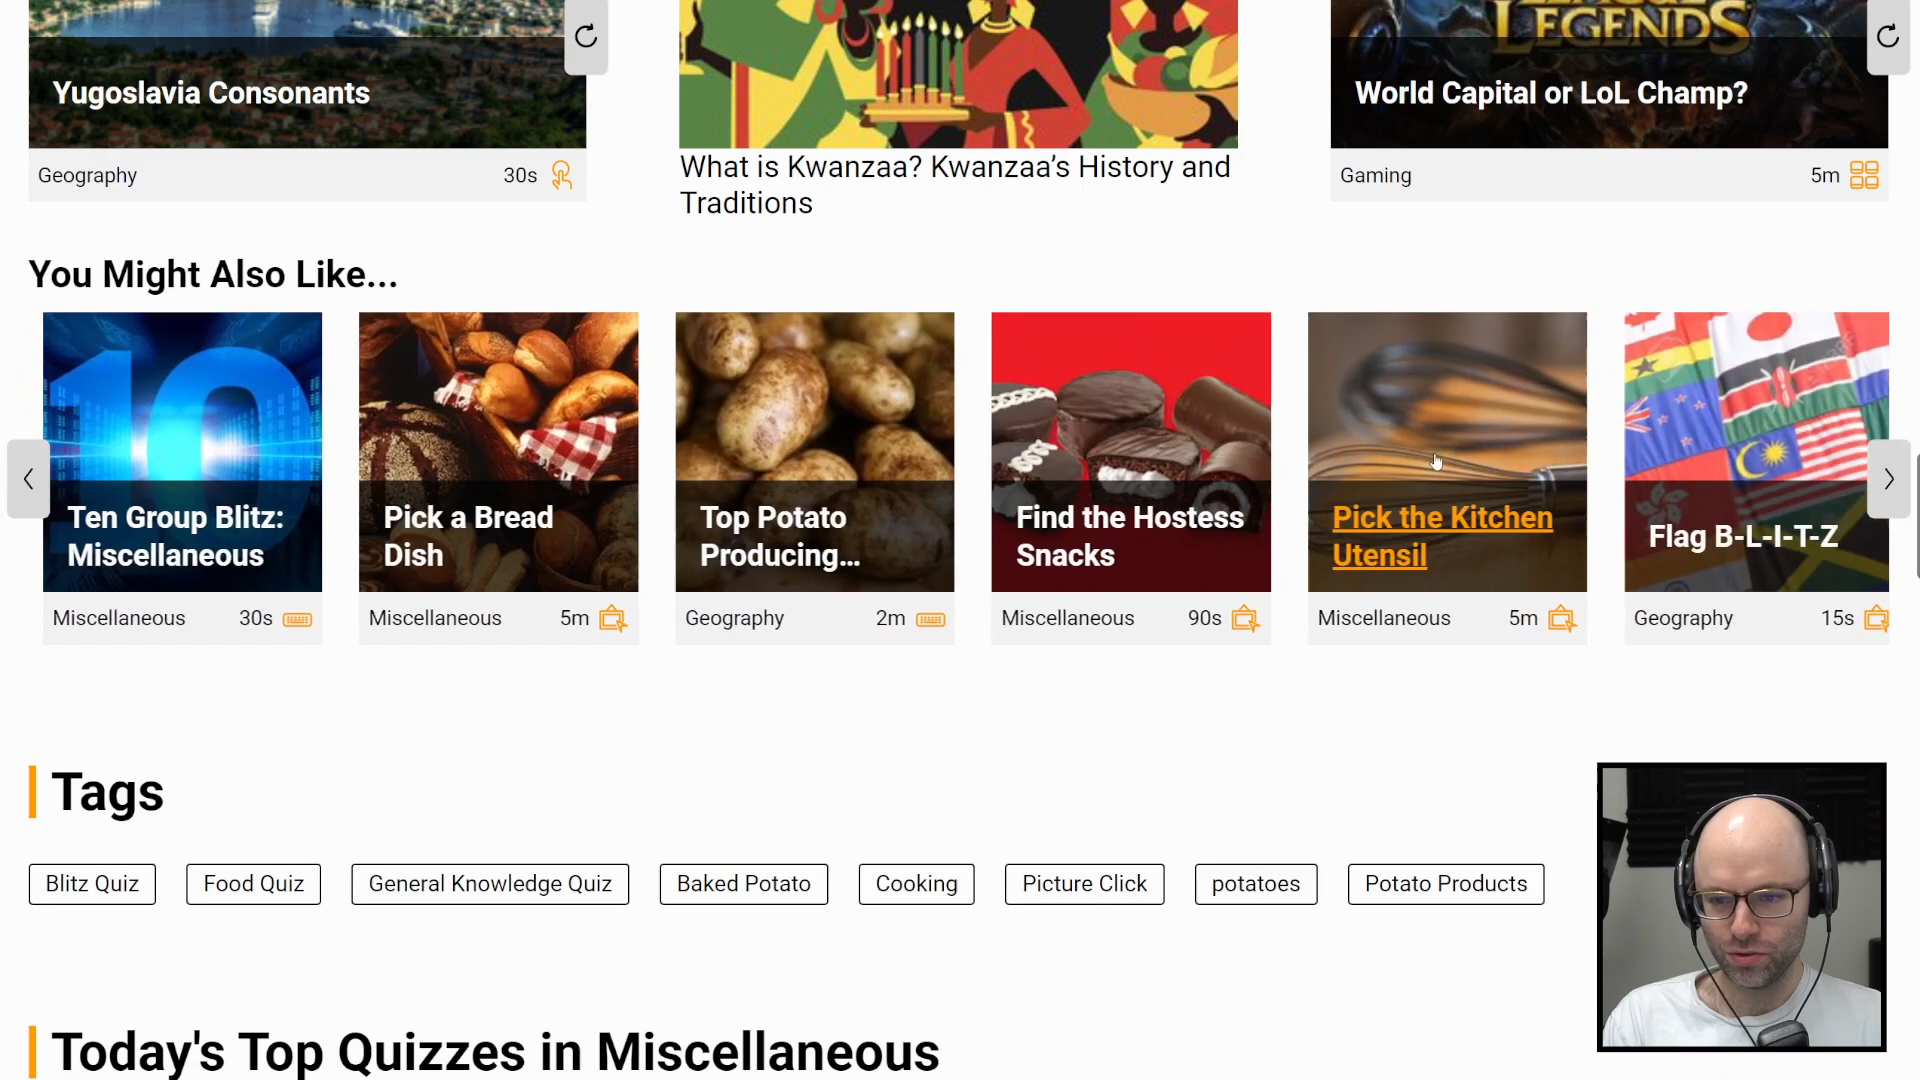 LEAGUE
LEGENDS
Yugoslavia Consonants
World Capital or LoL Champ?
Geography
30s
What is Kwanzaa? Kwanzaa’s History and
Traditions
Gaming
5m
You Might Also Like...
10
Ten Group Blitz:
Miscellaneous
Pick a Bread
Dish
Top Potato
Producing...
Find the Hostess
Snacks
Pick the Kitchen
Utensil
Flag B-L-I-T-Z
Miscellaneous
30s
Miscellaneous
5m
Geography
2m
Miscellaneous
90s
Miscellaneous
5m
Geography
15s
Tags
Blitz Quiz
Food Quiz
General Knowledge Quiz
Baked Potato
Cooking
Picture Click
potatoes
Potato Products
Today's Top Quizzes in Miscellaneous